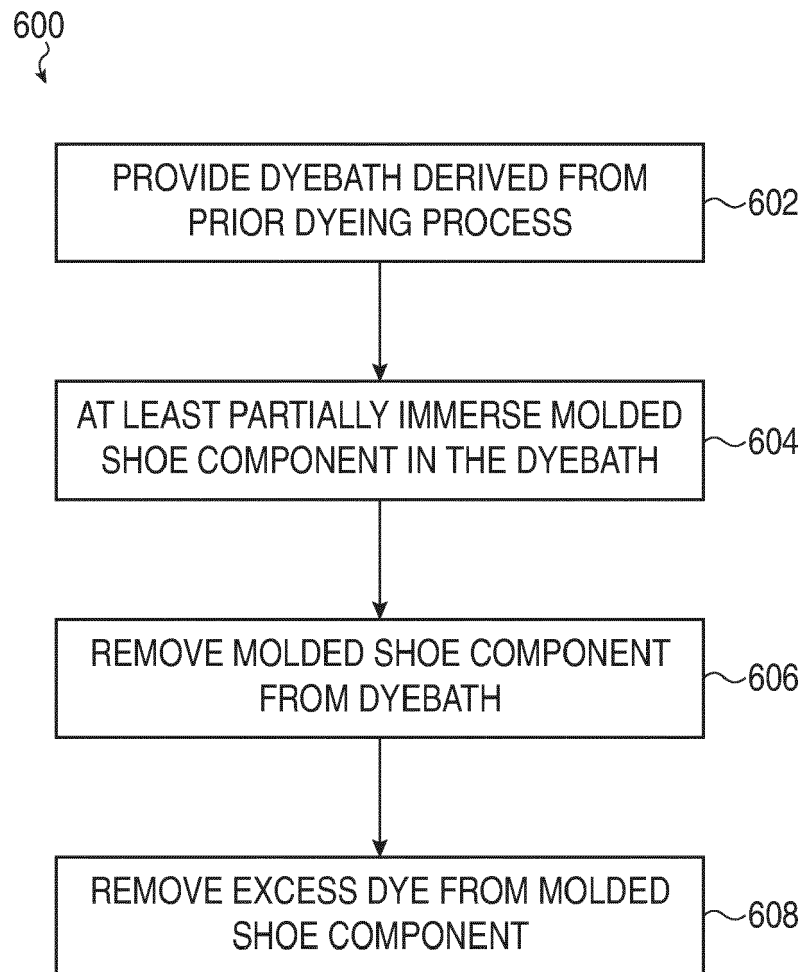 600
PROVIDE DYEBATH DERIVED FROM
PRIOR DYEING PROCESS
602
AT LEAST PARTIALLY IMMERSE MOLDED
SHOE COMPONENT IN THE DYEBATH
604
REMOVE MOLDED SHOE COMPONENT
FROM DYEBATH
606
REMOVE EXCESS DYE FROM MOLDED
SHOE COMPONENT
608